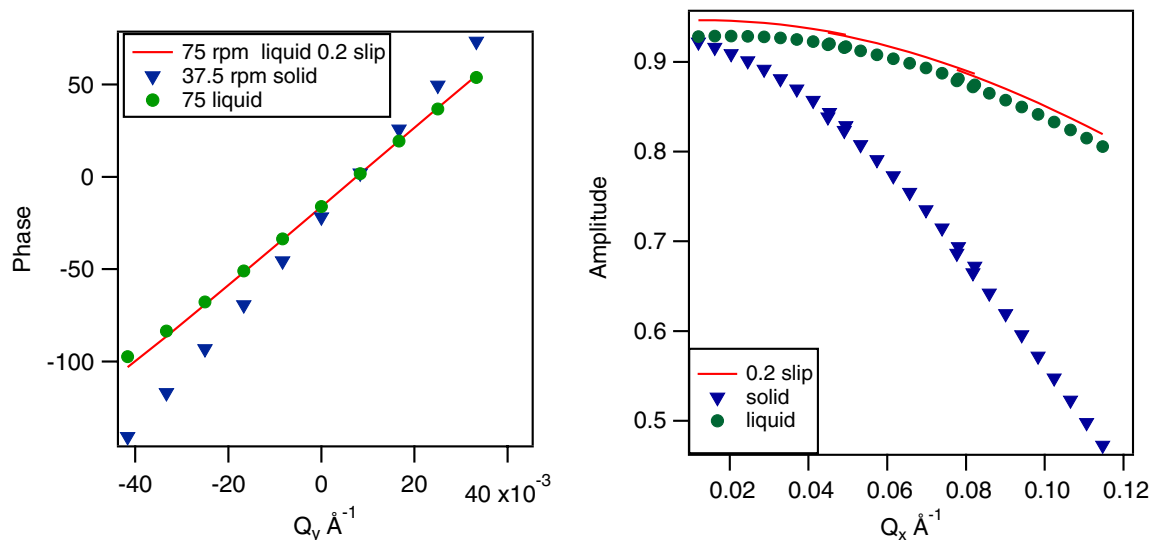 75 rpm liquid 0.2 slip
37.5 rpm solid
75 liquid
50
0
-50
-100
Phase
-40
-20
0
20
40 x10⁻³
Qᵧ Å⁻¹
0.9
0.8
0.7
0.6
0.5
Amplitude
0.2 slip
solid
liquid
0.02
0.04
0.06
0.08
0.10
0.12
Qₓ Å⁻¹